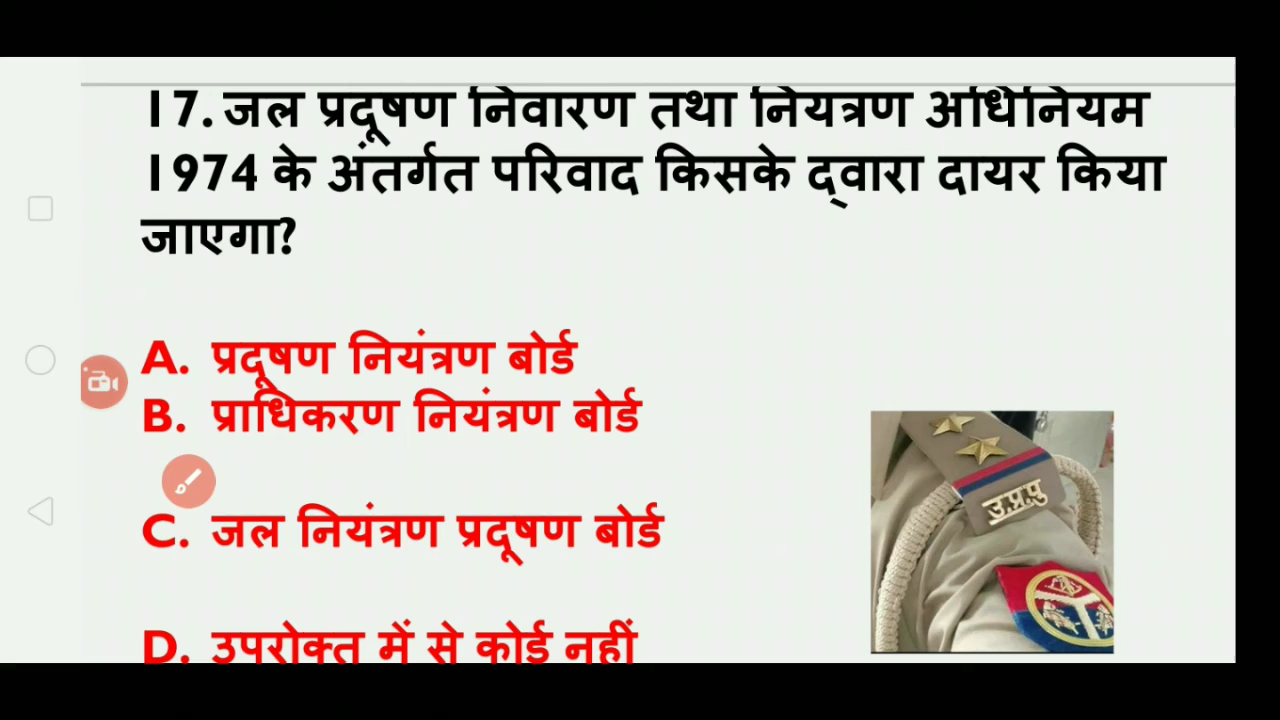 17. जल प्रदूषण निवारण तथा नियत्रण अधिनियम
1974 के अंतर्गत परिवाद किसके द्वारा दायर किया
जाएगा?
A. प्रदूषण नियंत्रण बोर्ड
B. प्राधिकरण नियंत्रण बोर्ड
C. जल नियंत्रण प्रदूषण बोर्ड
D. उपरोक्त में से कोई नहीं
उ.प्र.पु